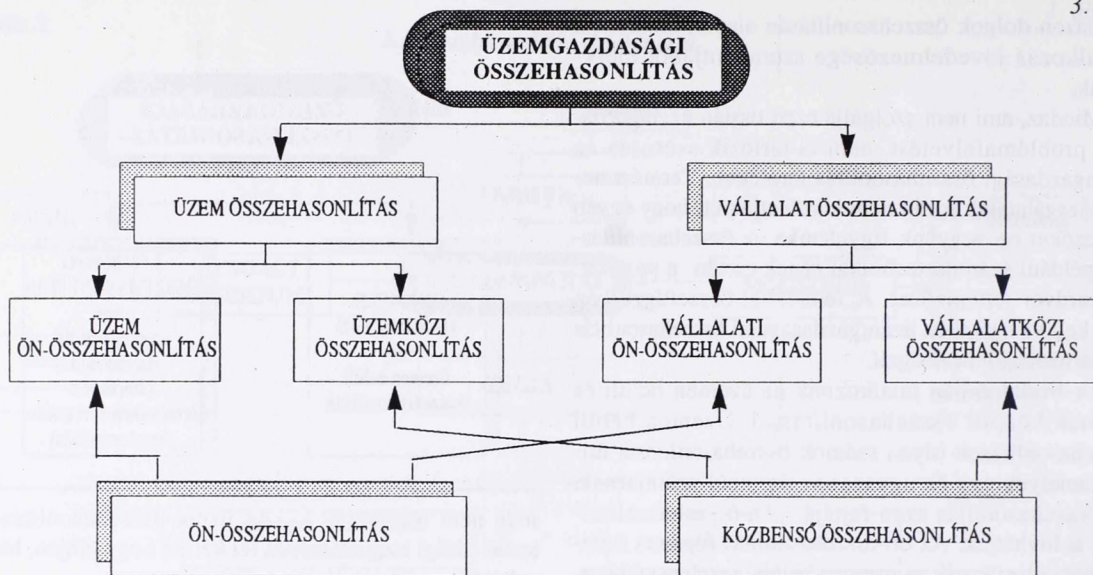 3.
ÜZEMGAZDASÁGI
ÖSSZEHASONLÍTÁS
ÜZEM ÖSSZEHASONLÍTÁS
VÁLLALAT ÖSSZEHASONLÍTÁS
ÜZEM
ÖN-ÖSSZEHASONLÍTÁS
ÜZEMKÖZI
ÖSSZEHASONLÍTÁS
VÁLLALATI
ÖN-ÖSSZEHASONLÍTÁS
VÁLLALATKÖZI
ÖSSZEHASONLÍTÁS
ÖN-ÖSSZEHASONLÍTÁS
KÖZBENSŐ ÖSSZEHASONLÍTÁS